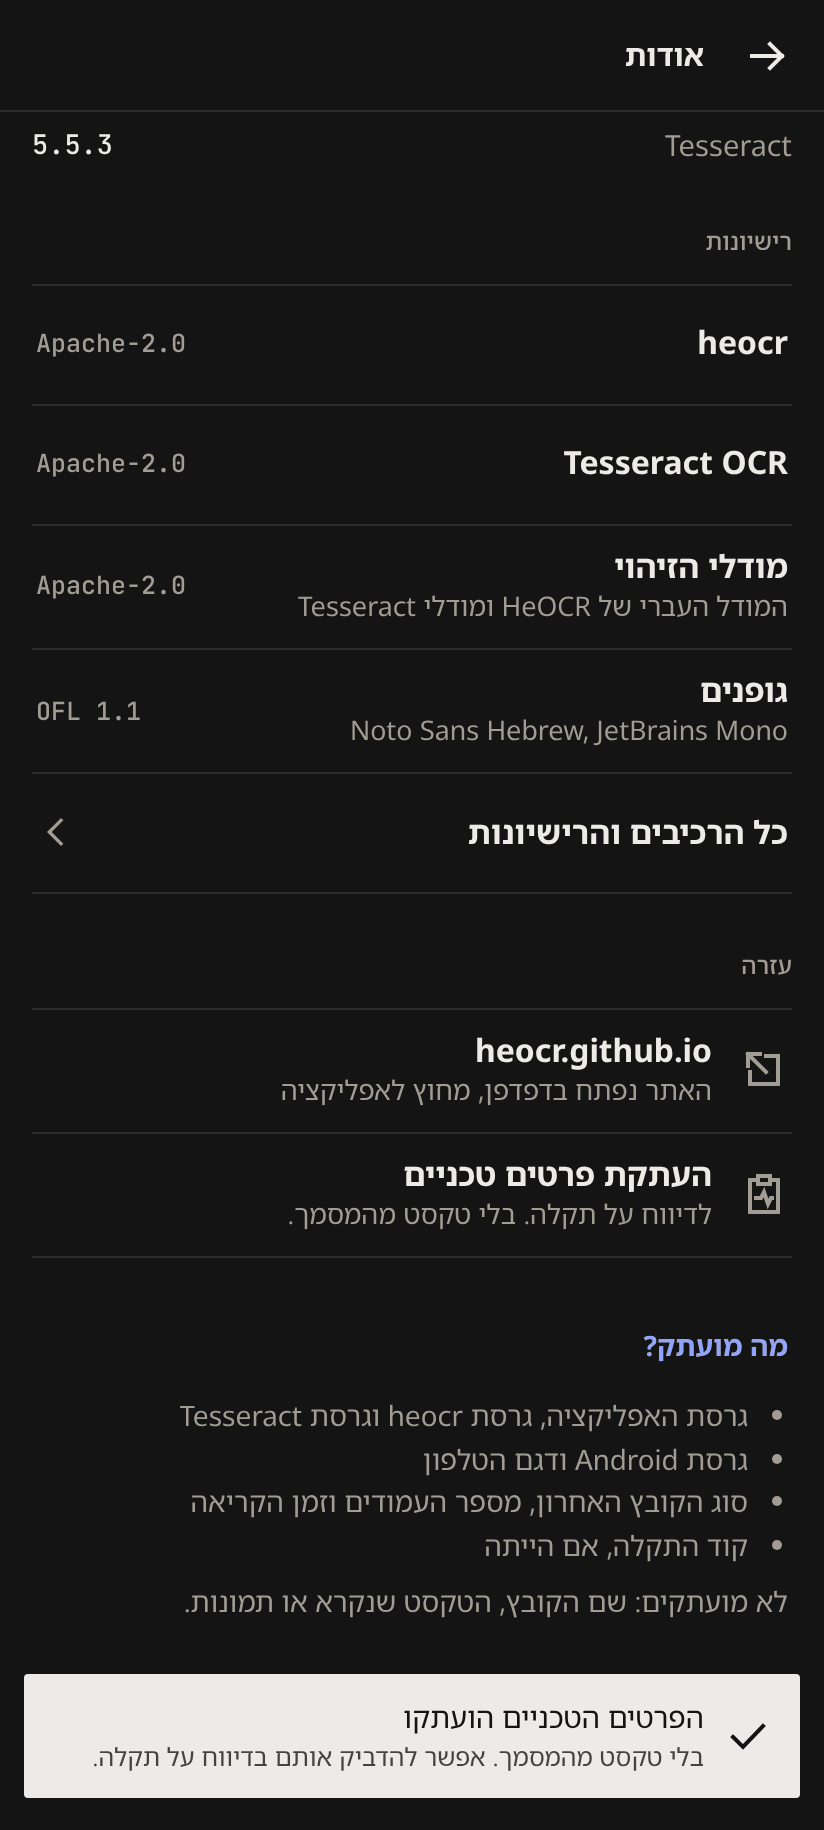 אודות
Tesseract 5.5.3
רישיונות
heocr Apache-2.0
Tesseract OCR Apache-2.0
מודלי הזיהוי
המודל העברי של HeOCR ומודלי Tesseract
Apache-2.0
גופנים
Noto Sans Hebrew, JetBrains Mono
OFL 1.1
כל הרכיבים והרישיונות
עזרה
heocr.github.io
האתר נפתח בדפדפן, מחוץ לאפליקציה
העתקת פרטים טכניים
לדיווח על תקלה. בלי טקסט מהמסמך.
מה מועתק?
• גרסת האפליקציה, גרסת heocr וגרסת Tesseract
• גרסת Android ודגם הטלפון
• סוג הקובץ האחרון, מספר העמודים וזמן הקריאה
• קוד התקלה, אם הייתה
לא מועתקים: שם הקובץ, הטקסט שנקרא או תמונות.
הפרטים הטכניים הועתקו
בלי טקסט מהמסמך. אפשר להדביק אותם בדיווח על תקלה.